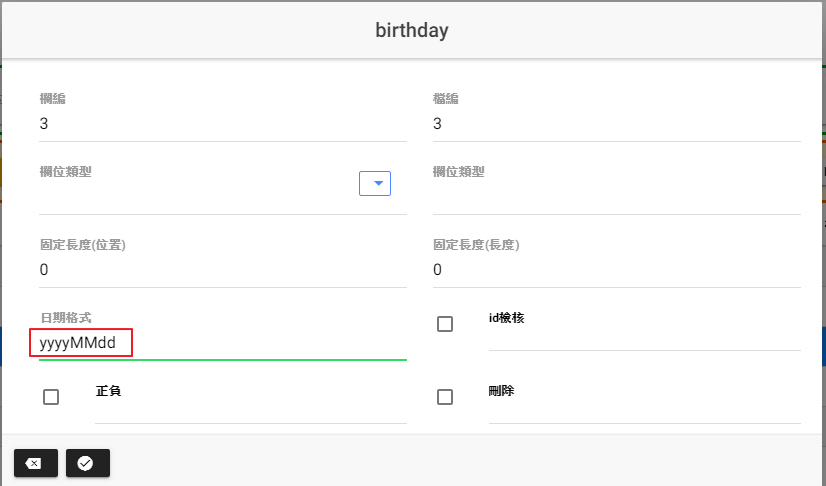 birthday
欄編
檔編
3
3
欄位類型
欄位類型
固定長度(位置)
固定長度(長度)
0
0
日期格式
id檢核
yyyyMMdd
正負
刪除